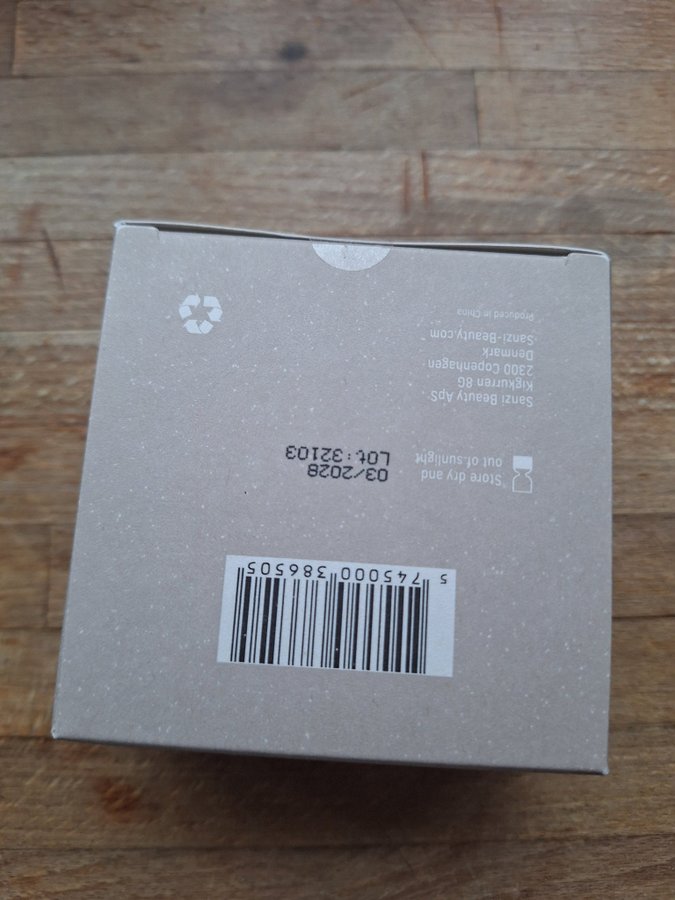 5 745000 386505
Store dry and
out of sunlight
03/2028
LOt:32103
Sanzi Beauty ApS
Kigkurren 8G
2300 Copenhagen
Denmark
Sanzi-Beauty.com
Produced in China